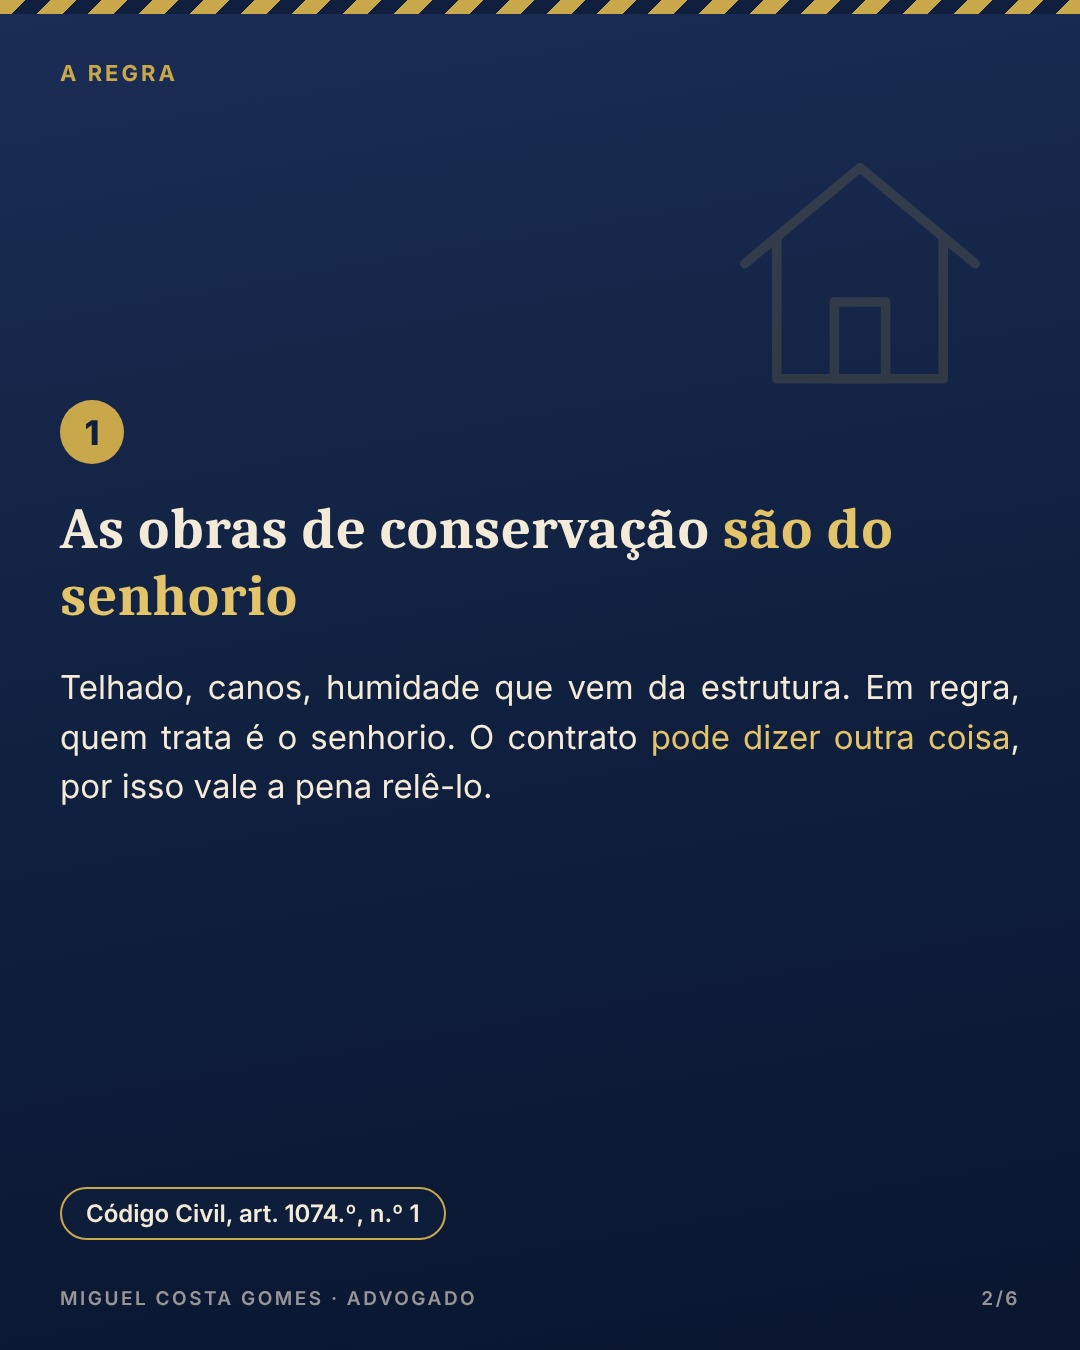 A REGRA
1
As obras de conservação são do
senhorio
Telhado, canos, humidade que vem da estrutura. Em regra,
quem trata é o senhorio. O contrato pode dizer outra coisa,
por isso vale a pena relê-lo.
Código Civil, art. 1074.º, n.º 1
MIGUEL COSTA GOMES · ADVOGADO
2/6